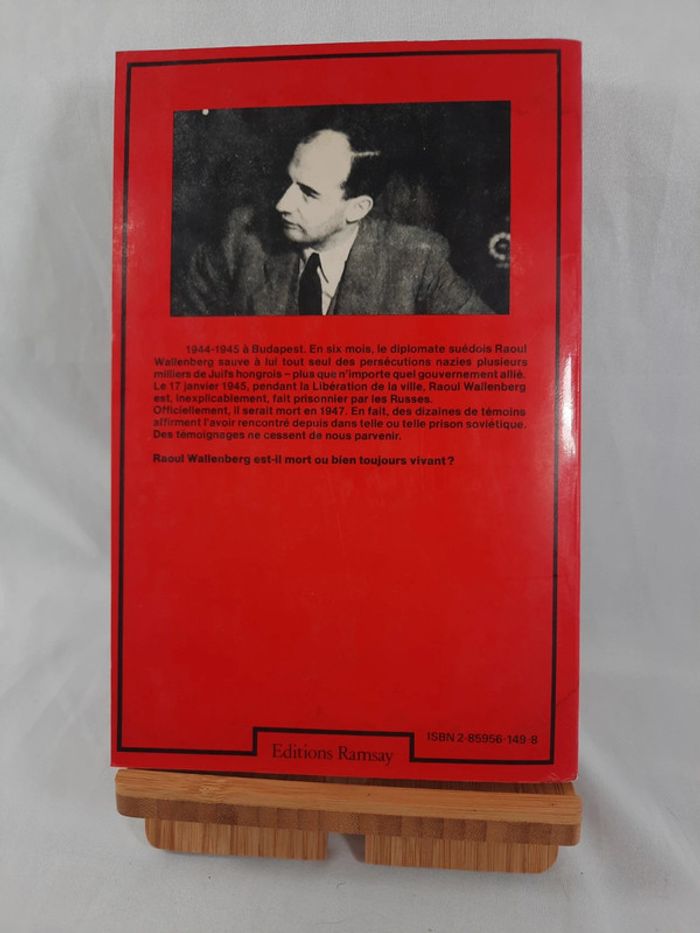 1944-1945 à Budapest. En six mois, le diplomate suédois Raoul
Wallenberg sauve à lui tout seul des persécutions nazies plusieurs
milliers de Juifs hongrois – plus que n'importe quel gouvernement allié.
Le 17 janvier 1945, pendant la Libération de la ville, Raoul Wallenberg
est, inexplicablement, fait prisonnier par les Russes.
Officiellement, il serait mort en 1947. En fait, des dizaines de témoins
affirment l'avoir rencontré depuis dans telle ou telle prison soviétique.
Des témoignages ne cessent de nous parvenir.
Raoul Wallenberg est-il mort ou bien toujours vivant ?
ISBN 2-85956-149-8
Editions Ramsay